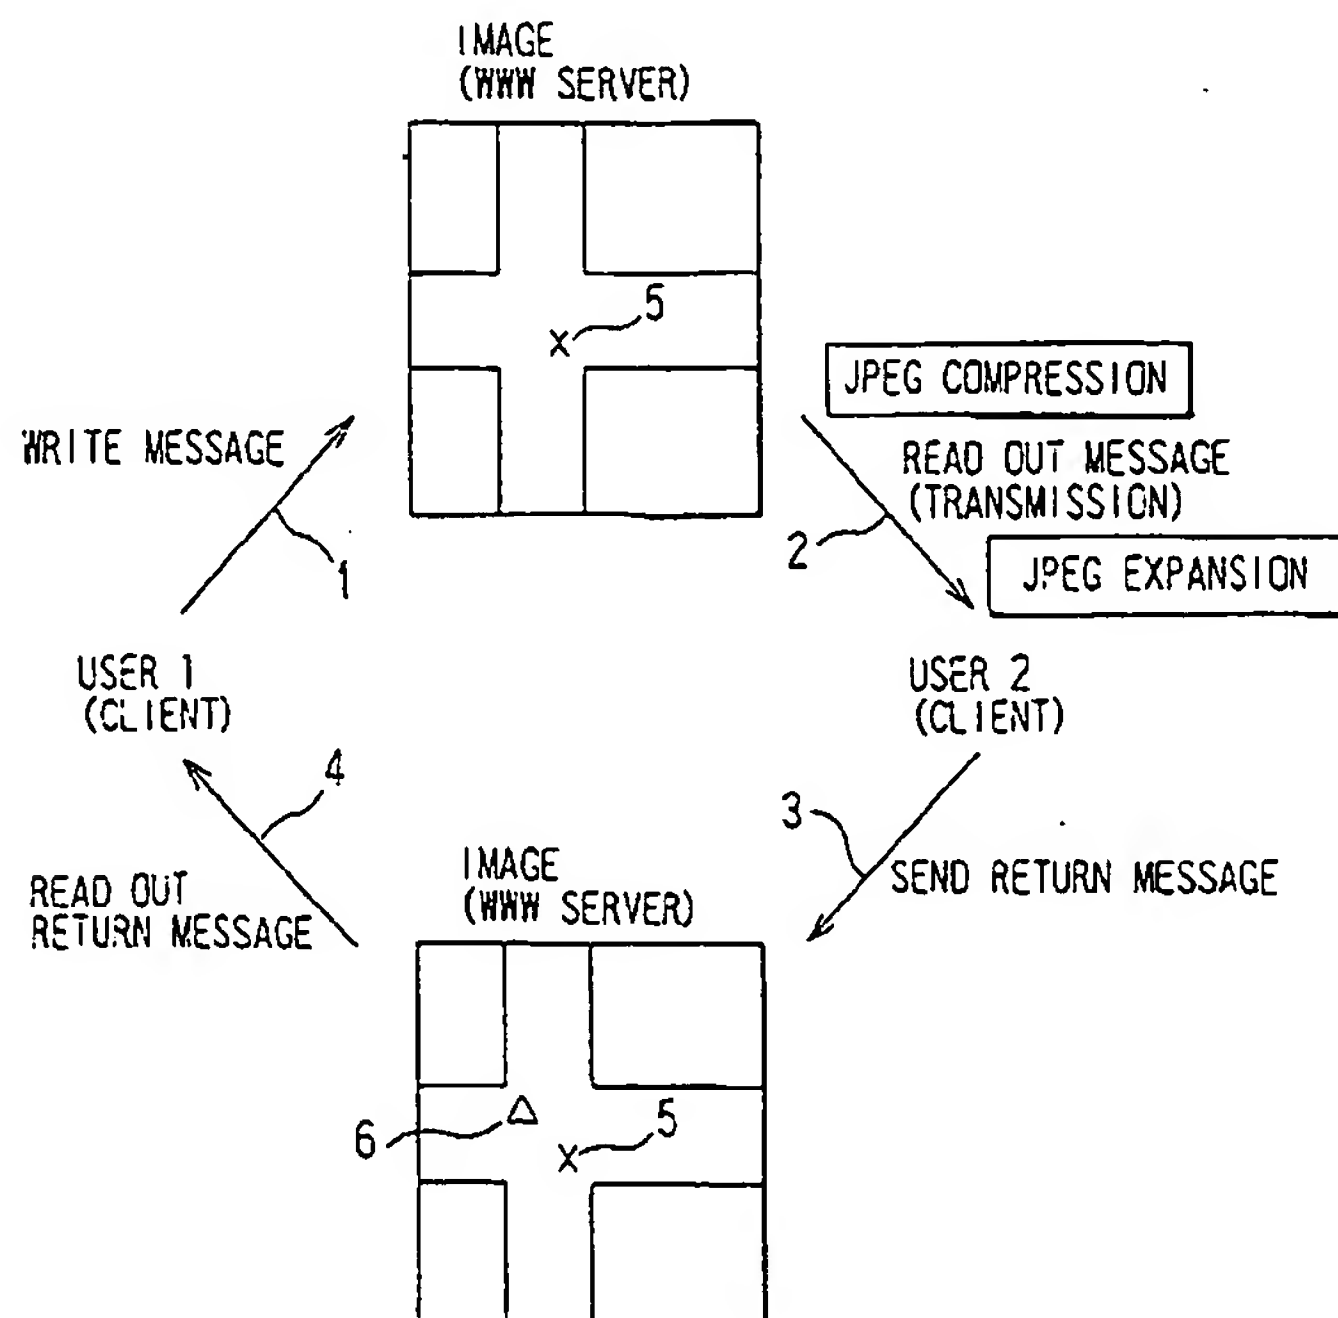 IMAGE
(WWW SERVER)
5
X
JPEG COMPRESSION
WRITE MESSAGE
READ OUT MESSAGE
(TRANSMISSION)
1
2
JPEG EXPANSION
USER 1
(CLIENT)
USER 2
(CLIENT)
4
3
READ OUT
RETURN MESSAGE
IMAGE
(WWW SERVER)
SEND RETURN MESSAGE
6
△
5
X